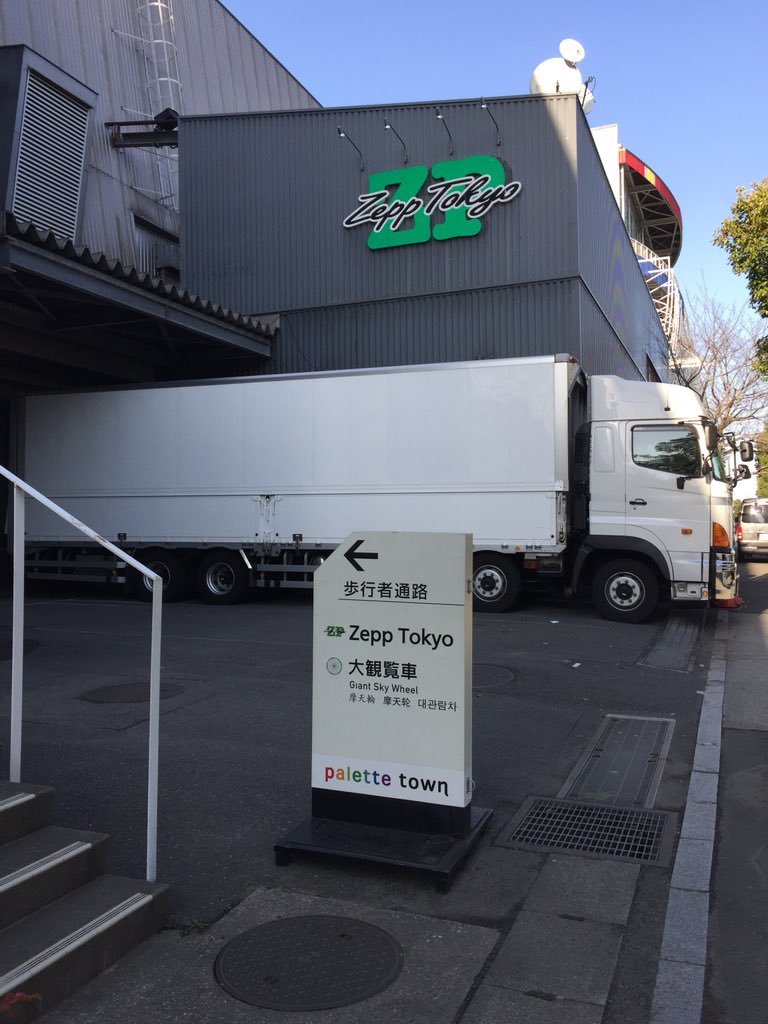 ZP
Zepp Tokyo
歩行者通路
ZP Zepp Tokyo
大観覧車
Giant Sky Wheel
摩天輪 摩天轮 대관람차
palette town